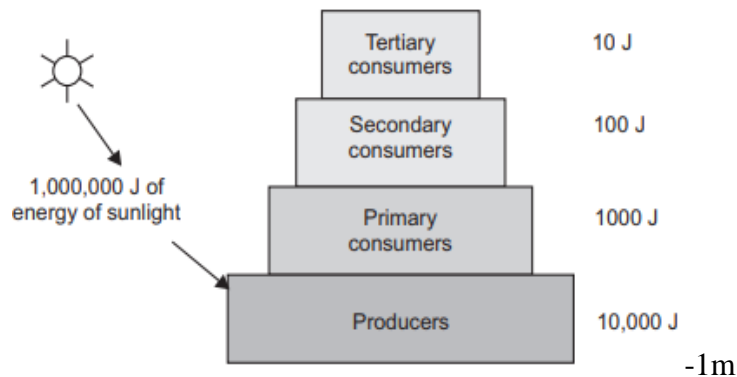 Tertiary
consumers
10 J
Secondary
consumers
100 J
1,000,000 J of
energy of sunlight
Primary
consumers
1000 J
Producers
10,000 J
-1m